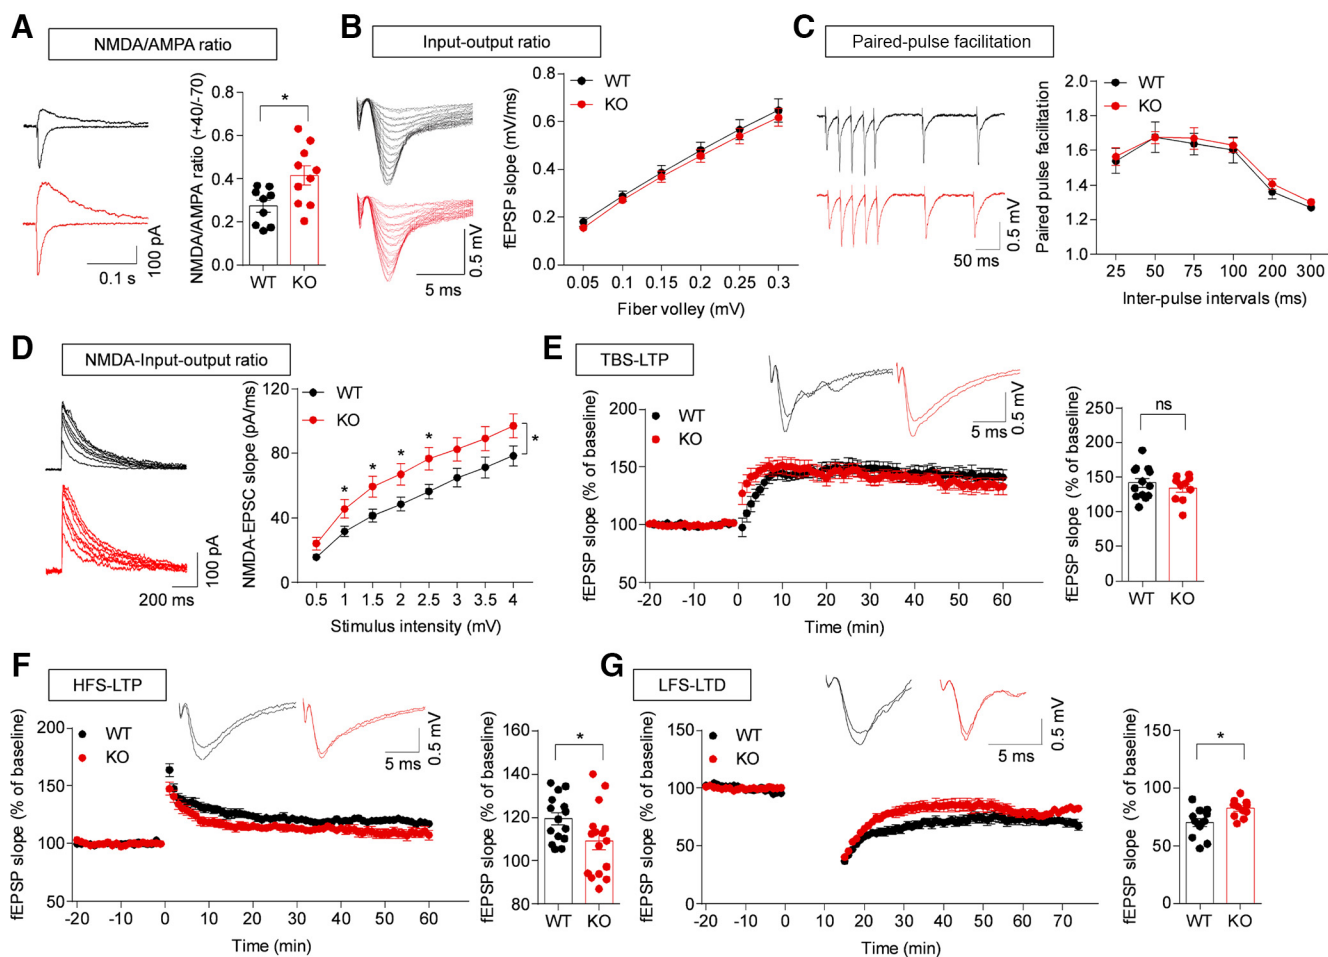 A
NMDA/AMPA ratio
NMDA/AMPA ratio (+40/-70)
0.8
0.6
0.4
0.2
0.0
*
WT
KO
0.1 s
100 pA
B
Input-output ratio
fEPSP slope (mV/ms)
0.8
0.6
0.4
0.2
0.0
WT
KO
0.05 0.1 0.15 0.2 0.25 0.3
Fiber volley (mV)
5 ms
0.5 mV
C
Paired-pulse facilitation
Paired pulse facilitation
2.0
1.8
1.6
1.4
1.2
1.0
WT
KO
25 50 75 100 200 300
Inter-pulse intervals (ms)
50 ms
0.5 mV
D
NMDA-Input-output ratio
NMDA-EPSC slope (pA/ms)
120
80
40
0
WT
KO
* * * * *
0.5 1 1.5 2 2.5 3 3.5 4
Stimulus intensity (mV)
200 ms
100 pA
E
TBS-LTP
fEPSP slope (% of baseline)
200
150
100
50
WT
KO
-20 -10 0 10 20 30 40 50 60
Time (min)
5 ms
0.5 mV
fEPSP slope (% of baseline)
250
200
150
100
50
0
ns
WT KO
F
HFS-LTP
fEPSP slope (% of baseline)
200
150
100
50
WT
KO
-20 -10 0 10 20 30 40 50 60
Time (min)
5 ms
0.5 mV
fEPSP slope (% of baseline)
160
140
120
100
80
*
WT KO
G
LFS-LTD
fEPSP slope (% of baseline)
150
100
50
0
WT
KO
-20 -10 0 10 20 30 40 50 60 70
Time (min)
5 ms
0.5 mV
fEPSP slope (% of baseline)
150
100
50
0
*
WT KO